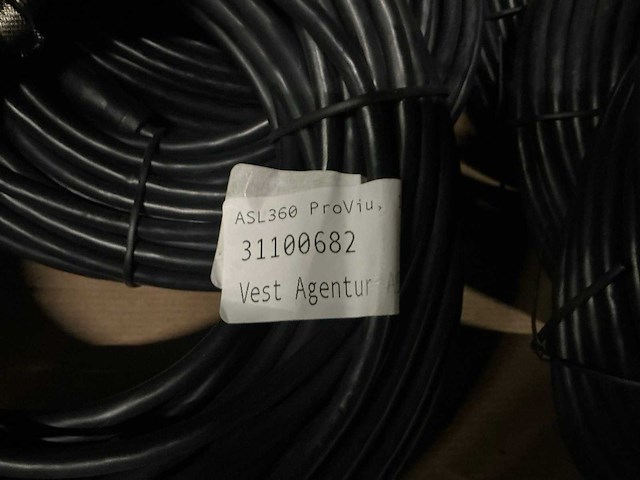 ASL360 ProViu,
31100682
Vest Agentur